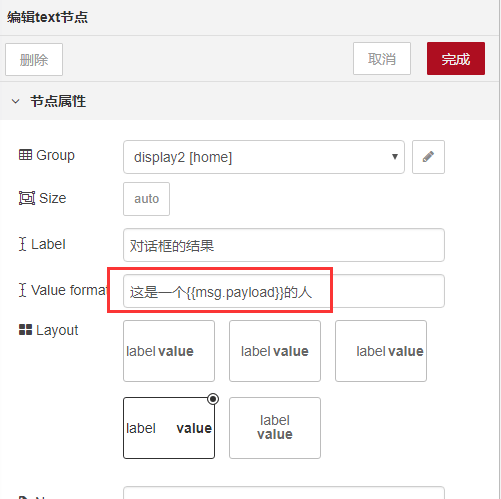 编辑text节点
删除 取消 完成
节点属性
Group display2 [home]
Size auto
Label 对话框的结果
Value format 这是一个{{msg.payload}}的人
Layout label value label value label value
label value label
value